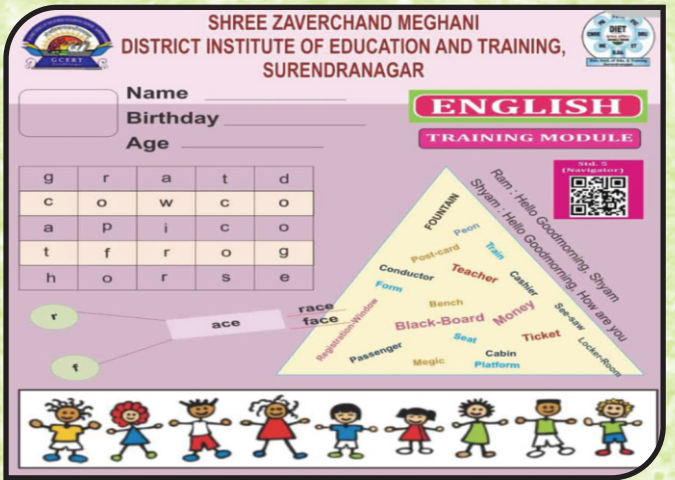 SHREE ZAVERCHAND MEGHANI
DISTRICT INSTITUTE OF EDUCATION AND TRAINING,
SURENDRANAGAR
GCERT
DIET
Name
Birthday
Age
ENGLISH
TRAINING MODULE
Std. 5
(Navigator)
g r a t d
c o w c o
a p i c o
t f r o g
h o r s e
r
f
ace
race
face
FOUNTAIN
Peon
Post-card
Train
Conductor
Teacher
Cashier
Form
Bench
Money
Black-Board
Registration-Window
Seat
Ticket
Passenger
Cabin
Megic
Platform
See-saw
Locker-Room
Ram : Hello Goodmorning, Shyam
Shyam : Hello Goodmorning, How are you